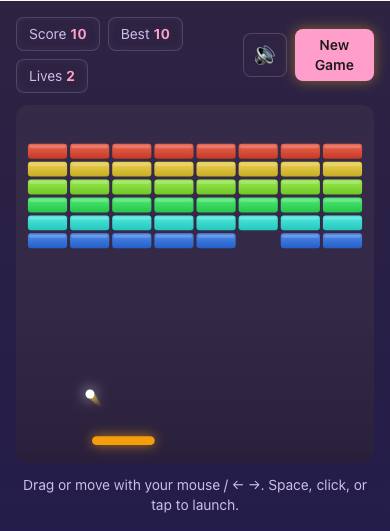 Score 10
Best 10
New
Game
Lives 2
Drag or move with your mouse / ← →. Space, click, or
tap to launch.